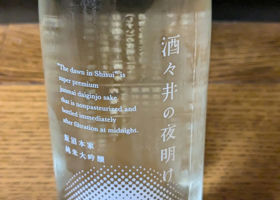 酒々井の夜明け
"The dawn in Shisui" is
super premium
junmai daiginjo sake
that is nonpasteurized and
bottled immediately
after filtration at midnight.
飯沼本家
純米大吟醸